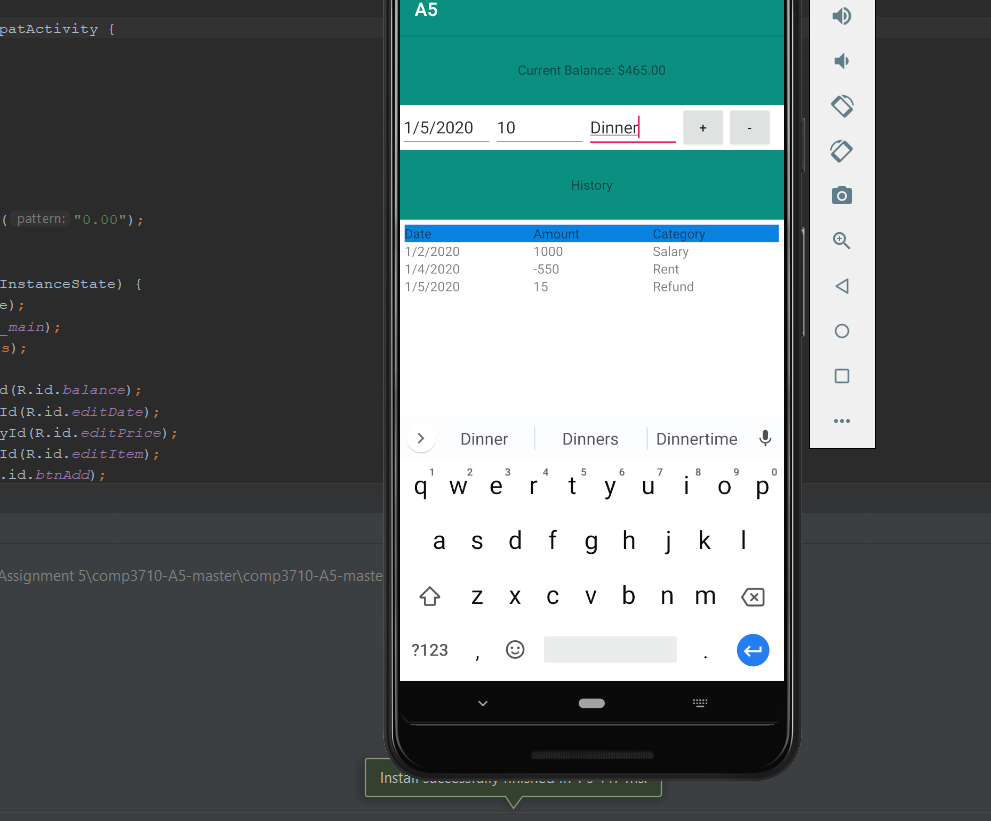 patActivity {
A5
Current Balance: $465.00
1/5/2020 10 Dinner + -
History
( pattern: "0.00");
Date Amount Category
1/2/2020 1000 Salary
1/4/2020 -550 Rent
1/5/2020 15 Refund
InstanceState) {
e);
_main);
s);
d(R.id.balance);
Id(R.id.editDate);
yId(R.id.editPrice);
Id(R.id.editItem);
.id.btnAdd);
Dinner Dinners Dinnertime
1 2 3 4 5 6 7 8 9 0
q w e r t y u i o p
a s d f g h j k l
Assignment 5\comp3710-A5-master\comp3710-A5-maste
z x c v b n m
?123 , .
Install successfully finished in